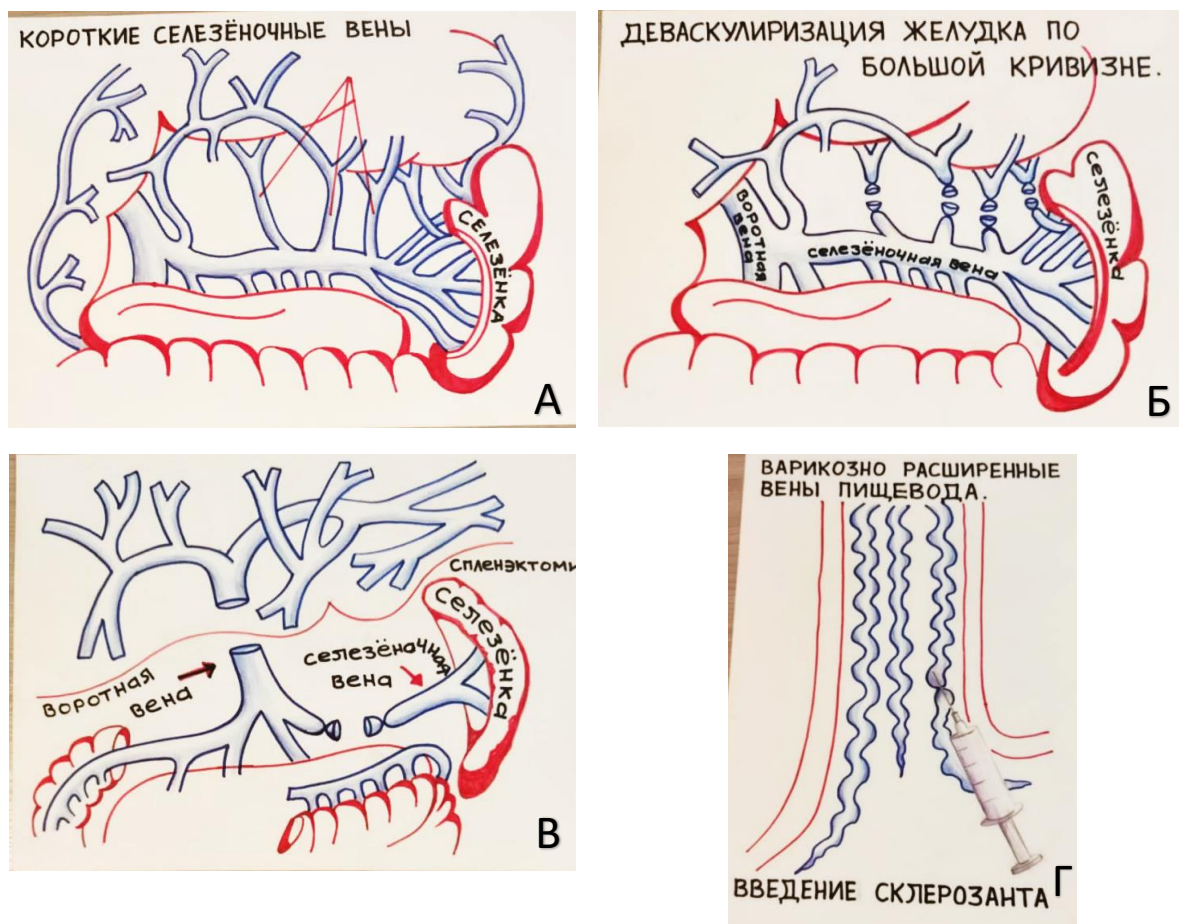 КОРОТКИЕ СЕЛЕЗЁНОЧНЫЕ ВЕНЫ
СЕЛЕЗЁНКА
А
ДЕВАСКУЛИРИЗАЦИЯ ЖЕЛУДКА ПО
БОЛЬШОЙ КРИВИЗНЕ.
воротная
вена
селезёночная вена
селезёнка
Б
Спленэктоми
селезёнка
селезёначная
вена
воротная
вена
В
ВАРИКОЗНО РАСШИРЕННЫЕ
ВЕНЫ ПИЩЕВОДА.
ВВЕДЕНИЕ СКЛЕРОЗАНТА
Г